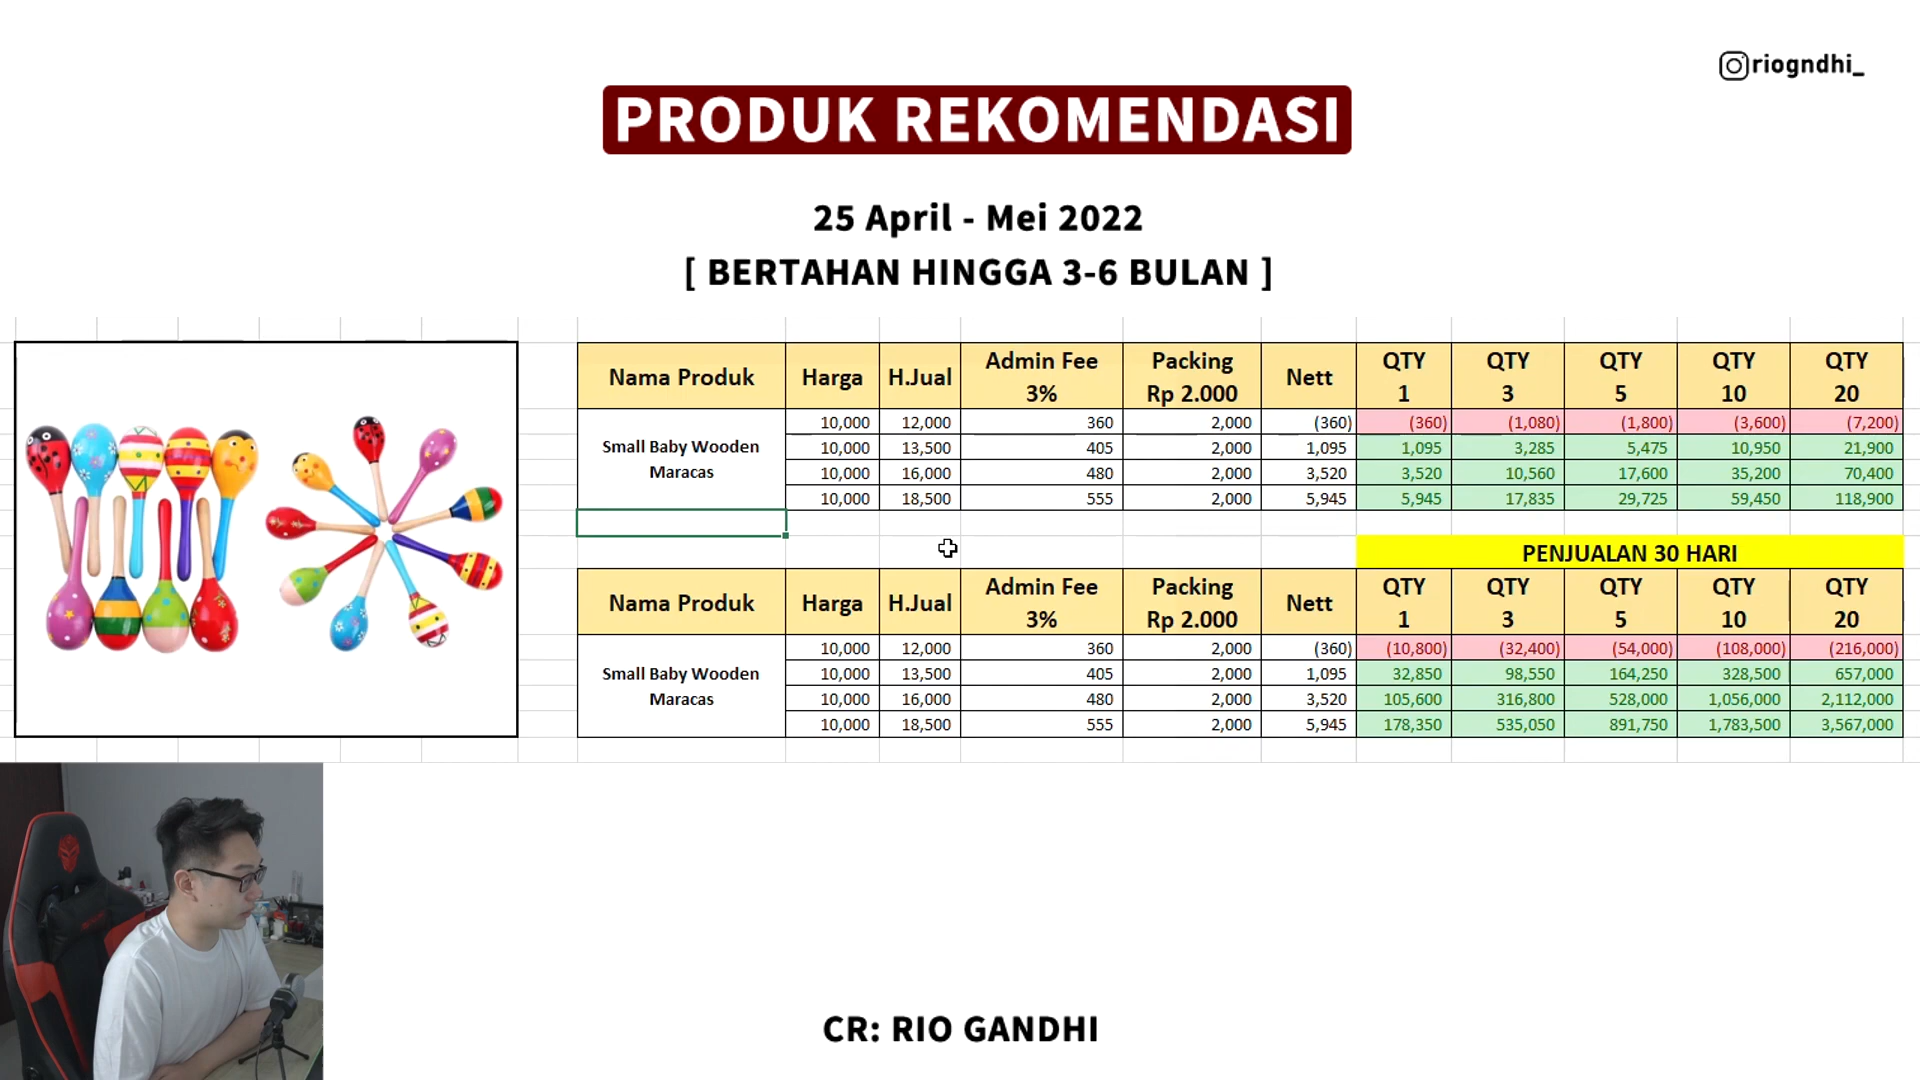 riogndhi_
PRODUK REKOMENDASI
25 April - Mei 2022
[ BERTAHAN HINGGA 3-6 BULAN ]
Nama Produk Harga H.Jual Admin Fee 3% Packing Rp 2.000 Nett QTY 1 QTY 3 QTY 5 QTY 10 QTY 20
Small Baby Wooden Maracas
10,000 12,000 360 2,000 (360) (360) (1,080) (1,800) (3,600) (7,200)
10,000 13,500 405 2,000 1,095 1,095 3,285 5,475 10,950 21,900
10,000 16,000 480 2,000 3,520 3,520 10,560 17,600 35,200 70,400
10,000 18,500 555 2,000 5,945 5,945 17,835 29,725 59,450 118,900
PENJUALAN 30 HARI
Nama Produk Harga H.Jual Admin Fee 3% Packing Rp 2.000 Nett QTY 1 QTY 3 QTY 5 QTY 10 QTY 20
Small Baby Wooden Maracas
10,000 12,000 360 2,000 (360) (10,800) (32,400) (54,000) (108,000) (216,000)
10,000 13,500 405 2,000 1,095 32,850 98,550 164,250 328,500 657,000
10,000 16,000 480 2,000 3,520 105,600 316,800 528,000 1,056,000 2,112,000
10,000 18,500 555 2,000 5,945 178,350 535,050 891,750 1,783,500 3,567,000
CR: RIO GANDHI